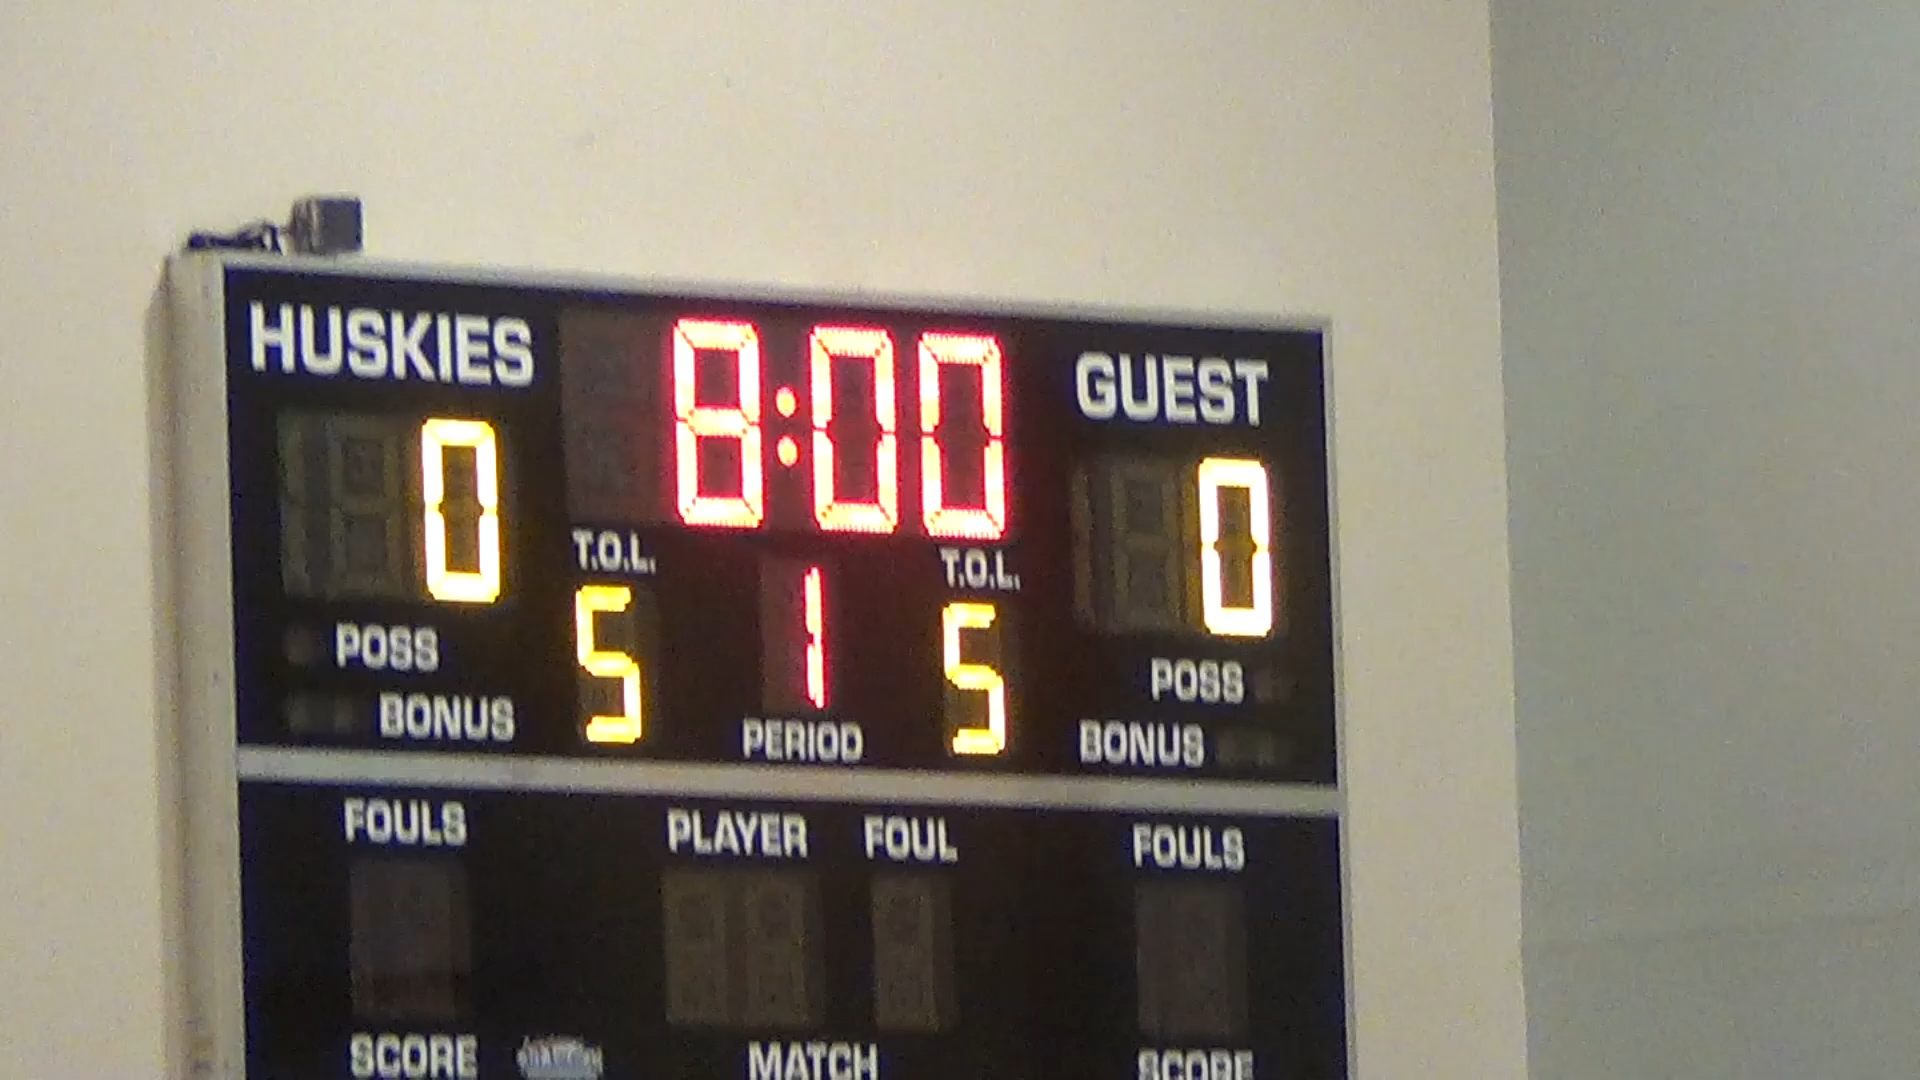 HUSKIES 8:00 GUEST
0 0
T.O.L. T.O.L.
5 1 5
POSS POSS
BONUS PERIOD BONUS
FOULS PLAYER FOUL FOULS
SCORE MATCH SCORE